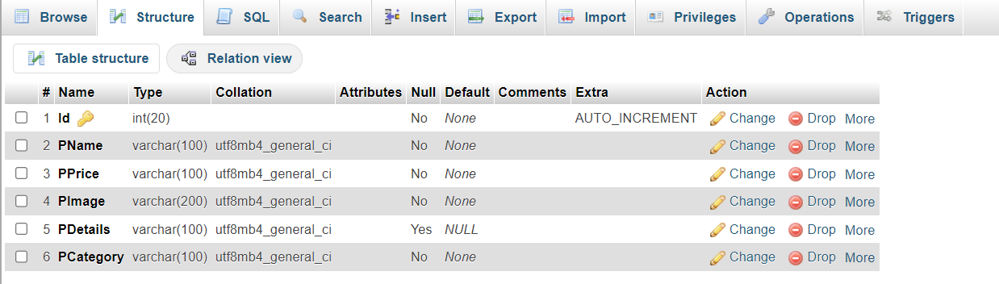 Browse Structure SQL Search Insert Export Import Privileges Operations Triggers
Table structure Relation view
# Name Type Collation Attributes Null Default Comments Extra Action
1 Id int(20) No None AUTO_INCREMENT Change Drop More
2 PName varchar(100) utf8mb4_general_ci No None Change Drop More
3 PPrice varchar(100) utf8mb4_general_ci No None Change Drop More
4 PImage varchar(200) utf8mb4_general_ci No None Change Drop More
5 PDetails varchar(100) utf8mb4_general_ci Yes NULL Change Drop More
6 PCategory varchar(100) utf8mb4_general_ci No None Change Drop More